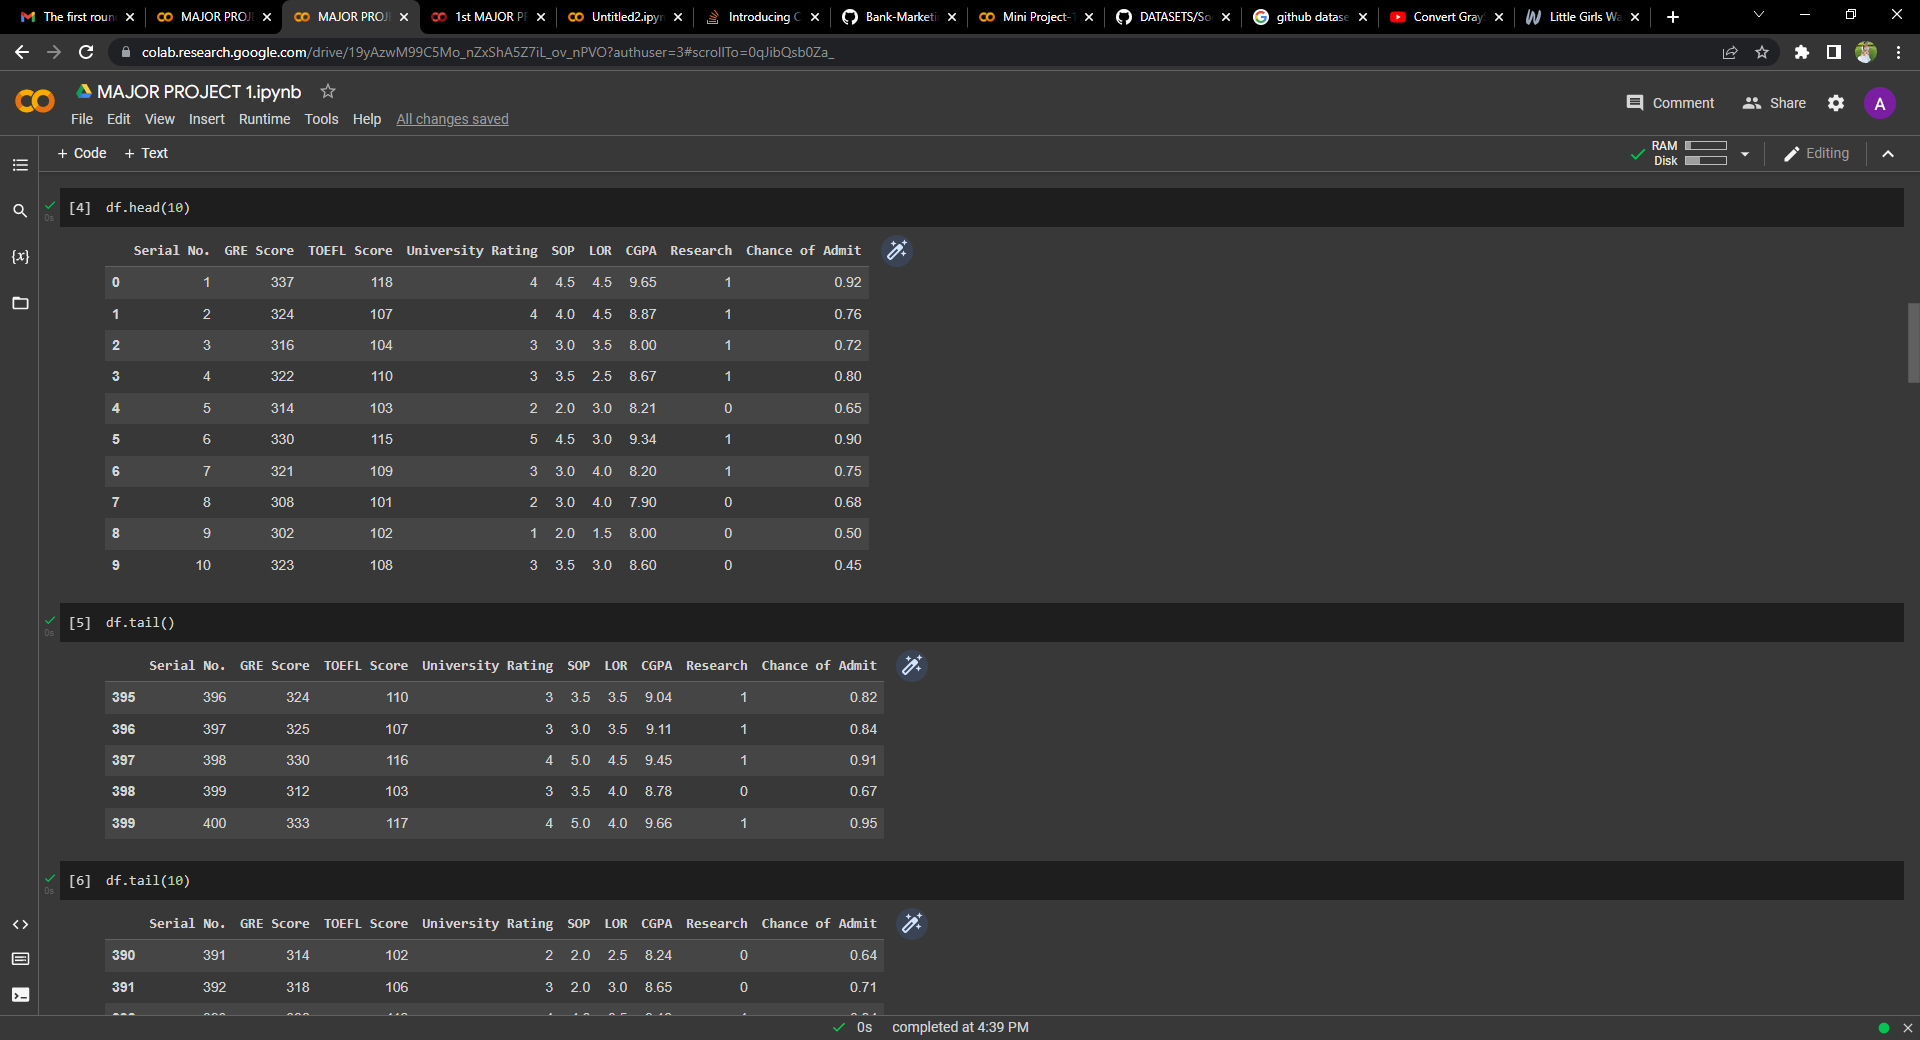 The first roun
MAJOR PROJ
MAJOR PROJ
1st MAJOR P
Untitled2.ipyn
Introducing C
Bank-Marketi
Mini Project-
DATASETS/So
github datase
Convert Gray
Little Girls Wa
colab.research.google.com/drive/19yAzwM99C5Mo_nZxShA5Z7iL_ov_nPVO?authuser=3#scrollTo=0qJibQsb0Za_
MAJOR PROJECT 1.ipynb
Comment Share A
File Edit View Insert Runtime Tools Help All changes saved
+ Code + Text
RAM
Disk
Editing
0s
[4] df.head(10)
Serial No. GRE Score TOEFL Score University Rating SOP LOR CGPA Research Chance of Admit
0 1 337 118 4 4.5 4.5 9.65 1 0.92
1 2 324 107 4 4.0 4.5 8.87 1 0.76
2 3 316 104 3 3.0 3.5 8.00 1 0.72
3 4 322 110 3 3.5 2.5 8.67 1 0.80
4 5 314 103 2 2.0 3.0 8.21 0 0.65
5 6 330 115 5 4.5 3.0 9.34 1 0.90
6 7 321 109 3 3.0 4.0 8.20 1 0.75
7 8 308 101 2 3.0 4.0 7.90 0 0.68
8 9 302 102 1 2.0 1.5 8.00 0 0.50
9 10 323 108 3 3.5 3.0 8.60 0 0.45
0s
[5] df.tail()
Serial No. GRE Score TOEFL Score University Rating SOP LOR CGPA Research Chance of Admit
395 396 324 110 3 3.5 3.5 9.04 1 0.82
396 397 325 107 3 3.0 3.5 9.11 1 0.84
397 398 330 116 4 5.0 4.5 9.45 1 0.91
398 399 312 103 3 3.5 4.0 8.78 0 0.67
399 400 333 117 4 5.0 4.0 9.66 1 0.95
0s
[6] df.tail(10)
Serial No. GRE Score TOEFL Score University Rating SOP LOR CGPA Research Chance of Admit
390 391 314 102 2 2.0 2.5 8.24 0 0.64
391 392 318 106 3 2.0 3.0 8.65 0 0.71
0s completed at 4:39 PM